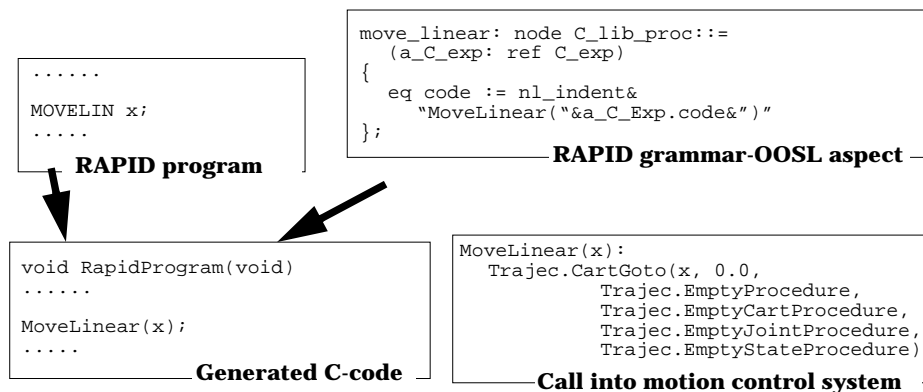 ......
MOVELIN x;
.....
RAPID program
move_linear: node C_lib_proc::=
(a_C_exp: ref C_exp)
{
eq code := nl_indent&
“MoveLinear(“&a_C_Exp.code&”)”
};
RAPID grammar-OOSL aspect
void RapidProgram(void)
......
MoveLinear(x);
.....
Generated C-code
MoveLinear(x):
Trajec.CartGoto(x, 0.0,
Trajec.EmptyProcedure,
Trajec.EmptyCartProcedure,
Trajec.EmptyJointProcedure,
Trajec.EmptyStateProcedure)
Call into motion control system